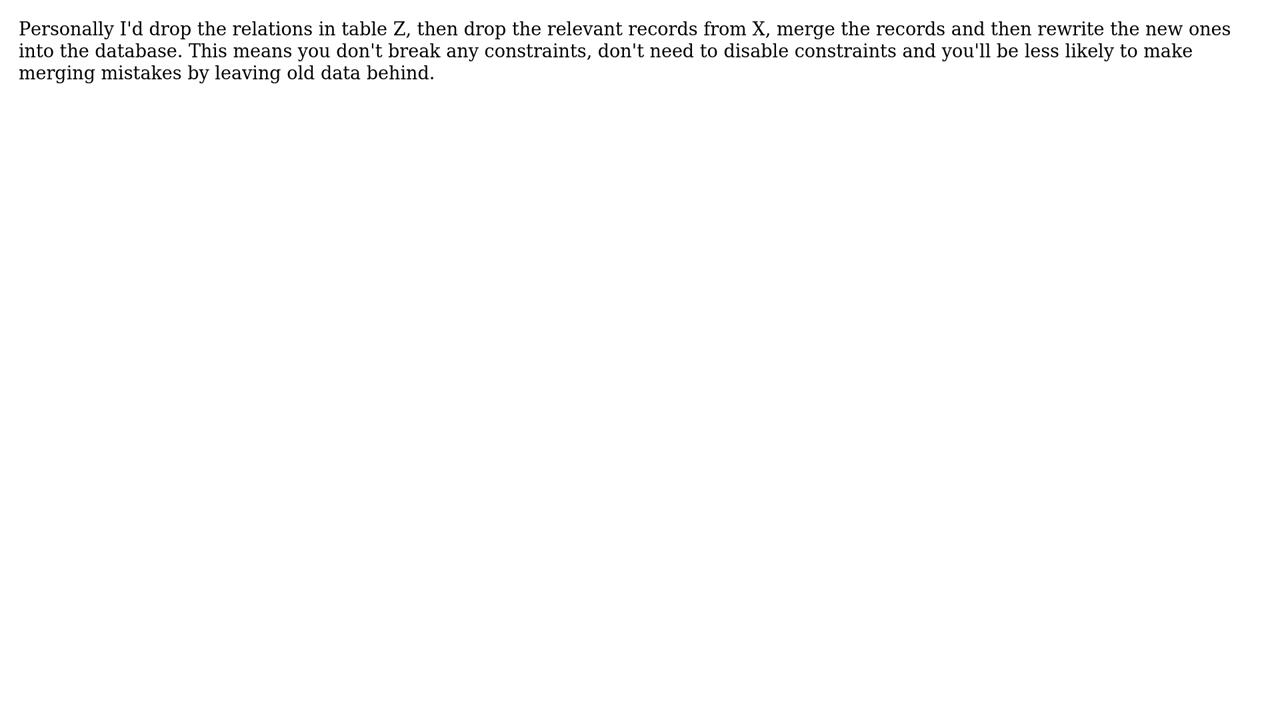 Personally I'd drop the relations in table Z, then drop the relevant records from X, merge the records and then rewrite the new ones
into the database. This means you don't break any constraints, don't need to disable constraints and you'll be less likely to make
merging mistakes by leaving old data behind.